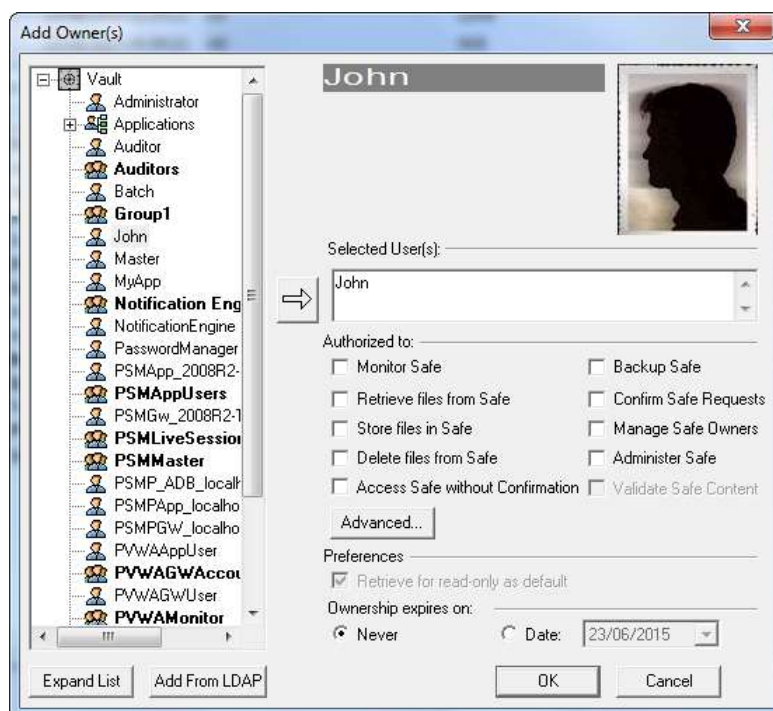 Add Owner(s)
Vault
Administrator
Applications
Auditor
Auditors
Batch
Group1
John
Master
MyApp
Notification Eng
NotificationEngine
PasswordManager
PSMApp_2008R2-
PSMAppUsers
PSMGw_2008R2-T
PSMLiveSession
PSMMaster
PSMP_ADB_localh
PSMPApp_localho
PSMPGW_localho
PVWAAppUser
PVWAGWAccou
PVWAGWUser
PVWAMonitor
Expand List Add From LDAP
John
Selected User(s):
John
Authorized to:
Monitor Safe Backup Safe
Retrieve files from Safe Confirm Safe Requests
Store files in Safe Manage Safe Owners
Delete files from Safe Administer Safe
Access Safe without Confirmation Validate Safe Content
Advanced...
Preferences
Retrieve for read-only as default
Ownership expires on:
Never Date: 23/06/2015
OK Cancel